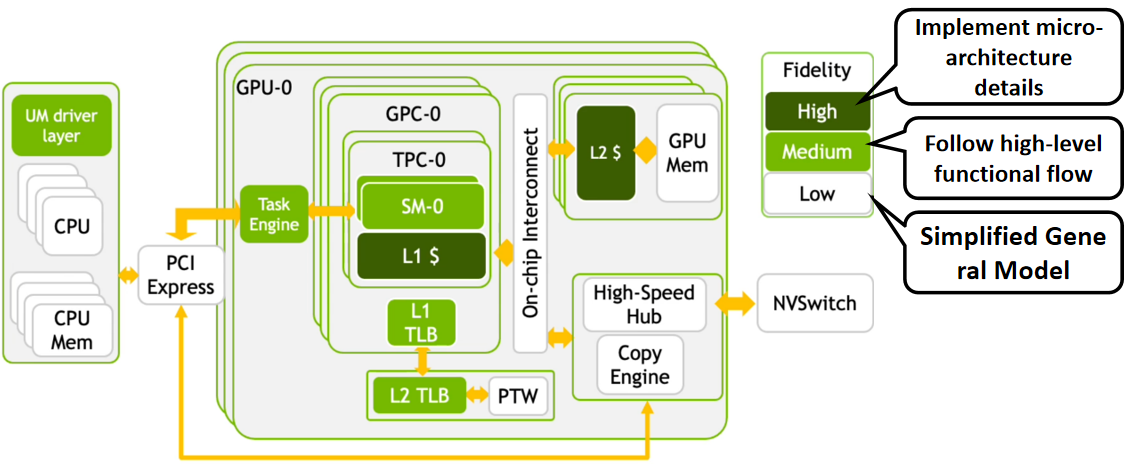 UM driver
layer
CPU
CPU
Mem
PCI
Express
GPU-0
Task
Engine
GPC-0
TPC-0
SM-0
L1 $
L1
TLB
L2 TLB
PTW
On-chip Interconnect
L2 $
GPU
Mem
High-Speed
Hub
Copy
Engine
NVSwitch
Fidelity
High
Medium
Low
Implement micro-
architecture
details
Follow high-level
functional flow
Simplified Gene
ral Model